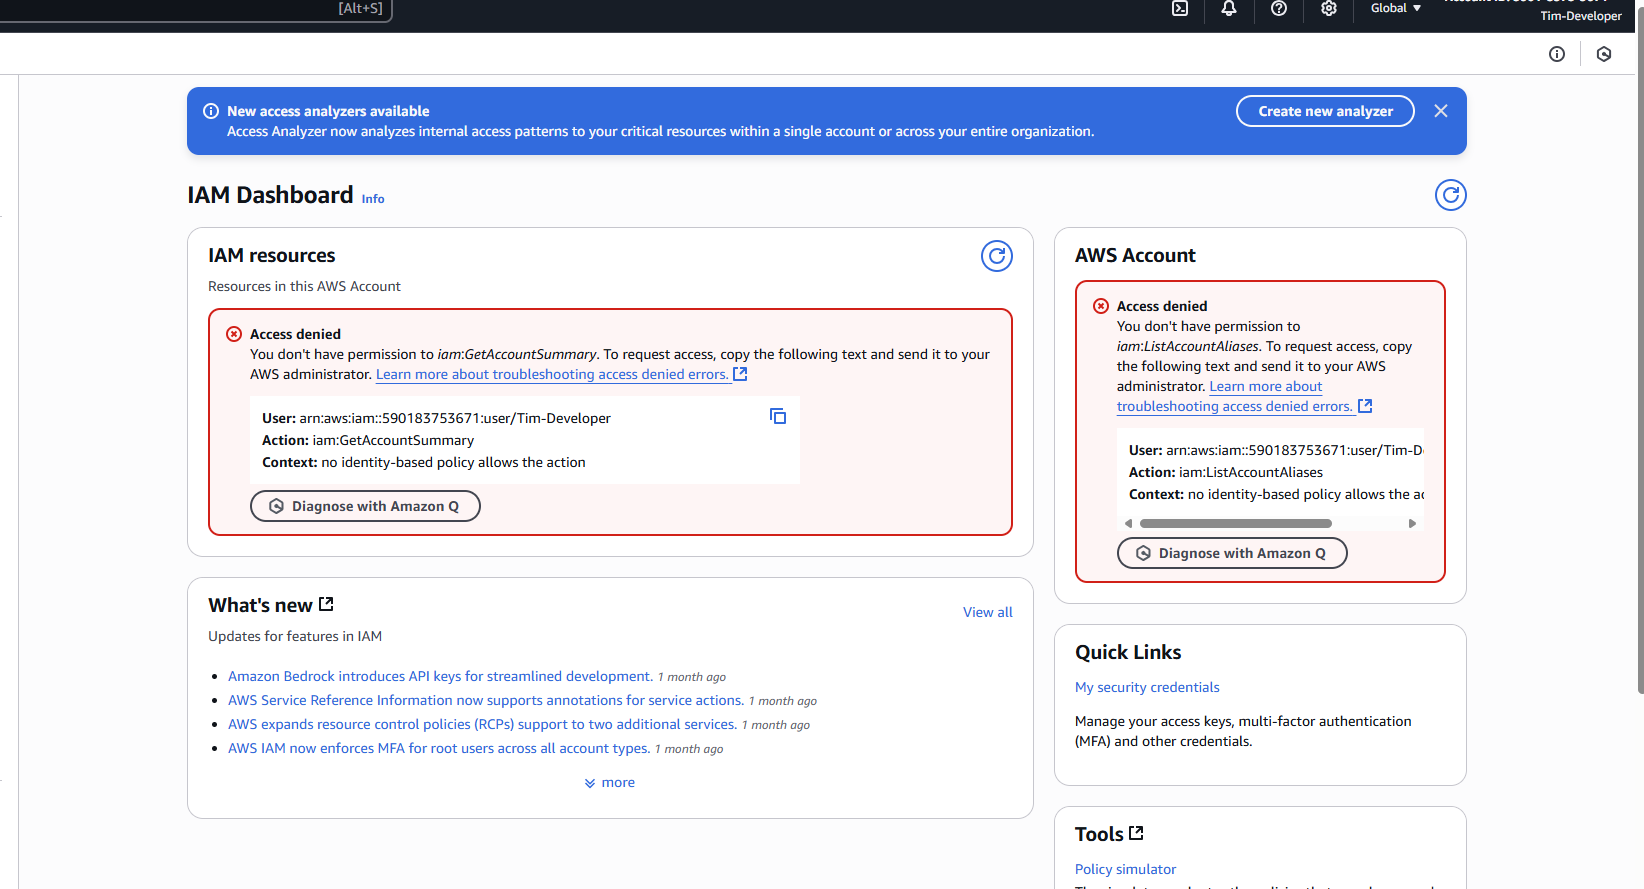 [Alt+S]
Global
Tim-Developer
New access analyzers available
Create new analyzer
Access Analyzer now analyzes internal access patterns to your critical resources within a single account or across your entire organization.
IAM Dashboard Info
IAM resources
Resources in this AWS Account
Access denied
You don't have permission to iam:GetAccountSummary. To request access, copy the following text and send it to your
AWS administrator. Learn more about troubleshooting access denied errors.
User: arn:aws:iam::590183753671:user/Tim-Developer
Action: iam:GetAccountSummary
Context: no identity-based policy allows the action
Diagnose with Amazon Q
AWS Account
Access denied
You don't have permission to
iam:ListAccountAliases. To request access, copy
the following text and send it to your AWS
administrator. Learn more about
troubleshooting access denied errors.
User: arn:aws:iam::590183753671:user/Tim-D
Action: iam:ListAccountAliases
Context: no identity-based policy allows the ac
Diagnose with Amazon Q
What's new
View all
Updates for features in IAM
Amazon Bedrock introduces API keys for streamlined development. 1 month ago
AWS Service Reference Information now supports annotations for service actions. 1 month ago
AWS expands resource control policies (RCPs) support to two additional services. 1 month ago
AWS IAM now enforces MFA for root users across all account types. 1 month ago
more
Quick Links
My security credentials
Manage your access keys, multi-factor authentication
(MFA) and other credentials.
Tools
Policy simulator